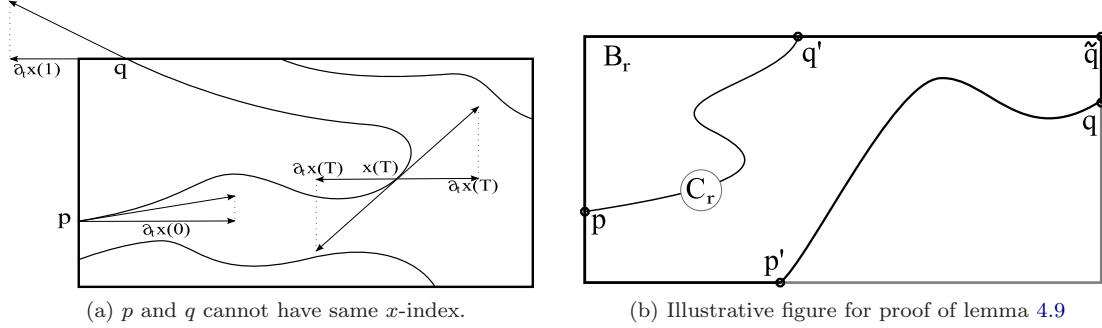 ∂ₜx(1)
q
∂ₜx(T)
x(T)
∂ₜx(T)
p
∂ₜx(0)
(a) p and q cannot have same x-index.
Bᵣ
q'
q̃
q
Cᵣ
p
p'
(b) Illustrative figure for proof of lemma 4.9